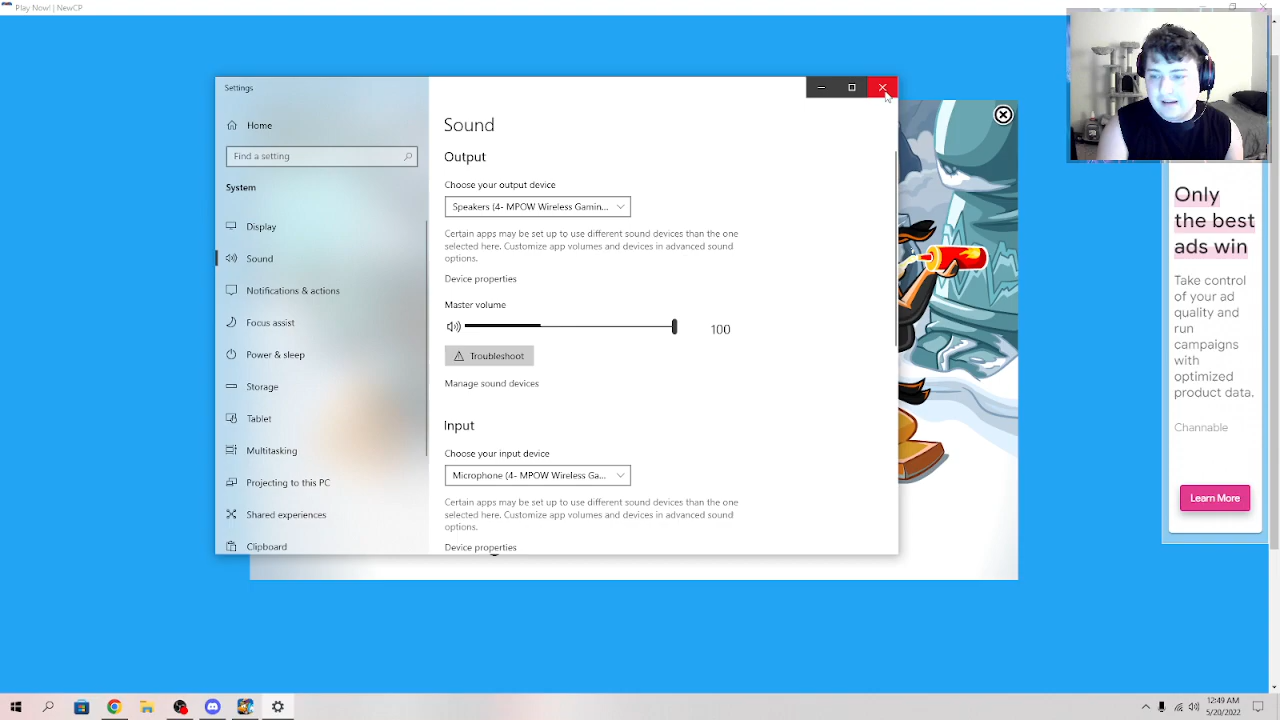 Play Now! | NewCP
Settings
Home
Find a setting
System
Display
Sound
Notifications & actions
Focus assist
Power & sleep
Storage
Tablet
Multitasking
Projecting to this PC
Shared experiences
Clipboard
Sound
Output
Choose your output device
Speakers (4- MPOW Wireless Gamin...
Certain apps may be set up to use different sound devices than the one
selected here. Customize app volumes and devices in advanced sound
options.
Device properties
Master volume
100
Troubleshoot
Manage sound devices
Input
Choose your input device
Microphone (4- MPOW Wireless Ga...
Certain apps may be set up to use different sound devices than the one
selected here. Customize app volumes and devices in advanced sound
options.
Device properties
Only
the best
ads win
Take control
of your ad
quality and
run
campaigns
with
optimized
product data.
Channable
Learn More
12:49 AM
5/20/2022